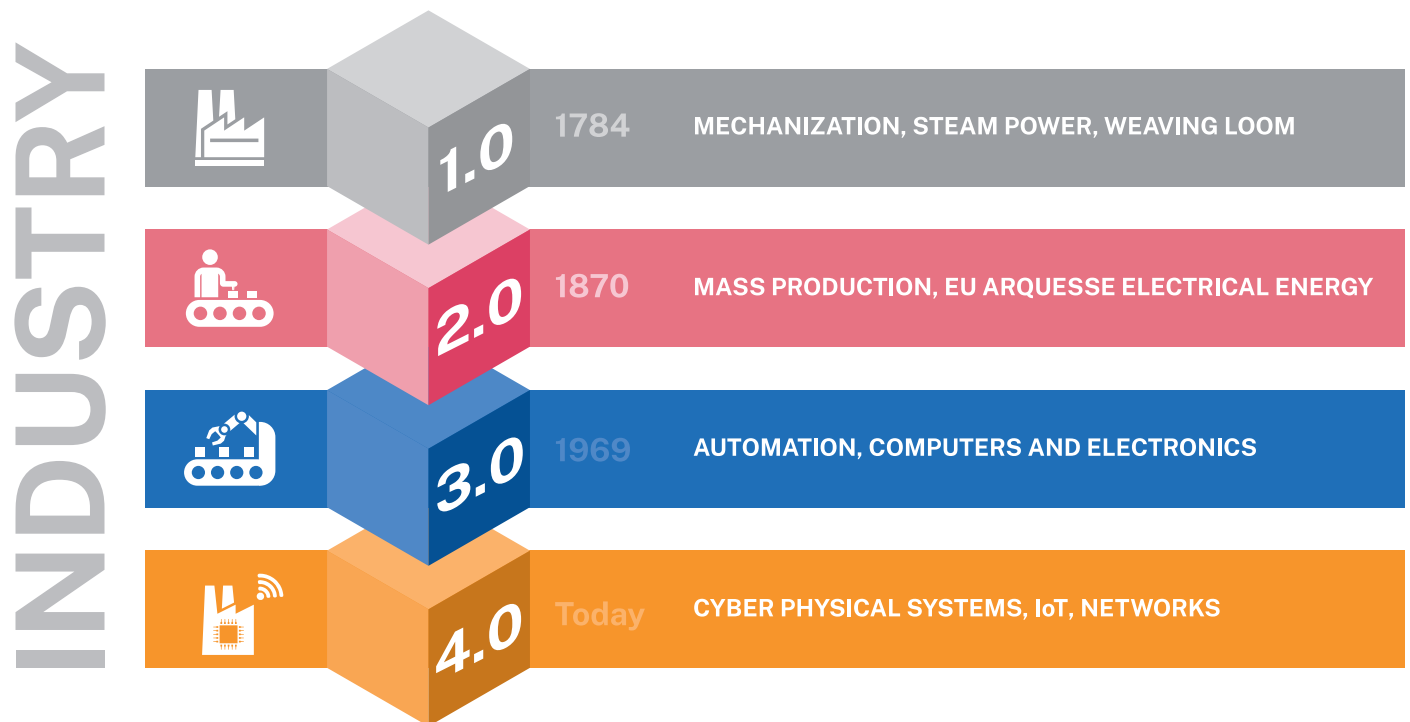 INDUSTRY
1.0 1784 MECHANIZATION, STEAM POWER, WEAVING LOOM
2.0 1870 MASS PRODUCTION, EU ARQUESSE ELECTRICAL ENERGY
3.0 1969 AUTOMATION, COMPUTERS AND ELECTRONICS
4.0 Today CYBER PHYSICAL SYSTEMS, IoT, NETWORKS